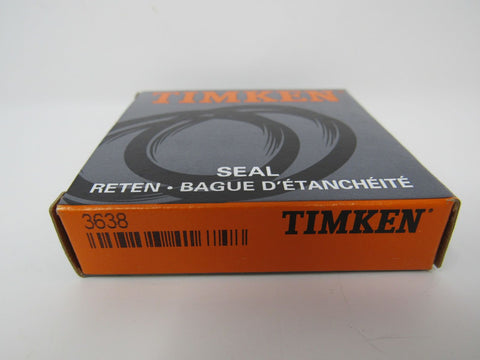 TIMKEN
SEAL
RETEN · BAGUE D'ÉTANCHÉITÉ
3638
TIMKEN®